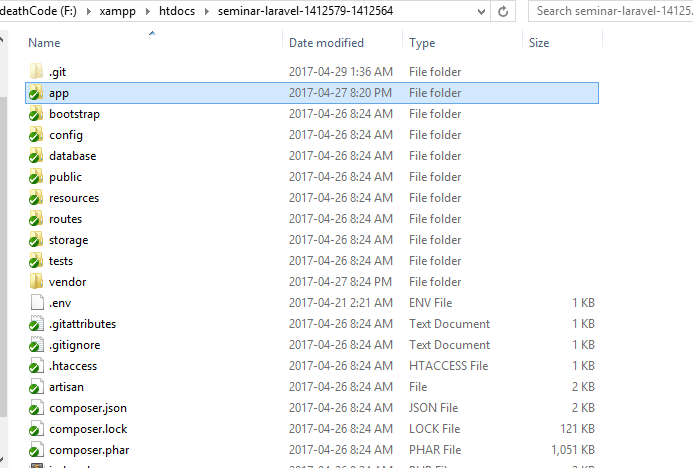 deathCode (F:) xampp htdocs seminar-laravel-1412579-1412564 Search seminar-laravel-14125
Name Date modified Type Size
.git 2017-04-29 1:36 AM File folder
app 2017-04-27 8:20 PM File folder
bootstrap 2017-04-26 8:24 AM File folder
config 2017-04-26 8:24 AM File folder
database 2017-04-26 8:24 AM File folder
public 2017-04-26 8:24 AM File folder
resources 2017-04-26 8:24 AM File folder
routes 2017-04-26 8:24 AM File folder
storage 2017-04-26 8:24 AM File folder
tests 2017-04-26 8:24 AM File folder
vendor 2017-04-27 8:24 PM File folder
.env 2017-04-21 2:21 AM ENV File 1 KB
.gitattributes 2017-04-26 8:24 AM Text Document 1 KB
.gitignore 2017-04-26 8:24 AM Text Document 1 KB
.htaccess 2017-04-26 8:24 AM HTACCESS File 1 KB
artisan 2017-04-26 8:24 AM File 2 KB
composer.json 2017-04-26 8:24 AM JSON File 2 KB
composer.lock 2017-04-26 8:24 AM LOCK File 121 KB
composer.phar 2017-04-26 8:24 AM PHAR File 1,051 KB